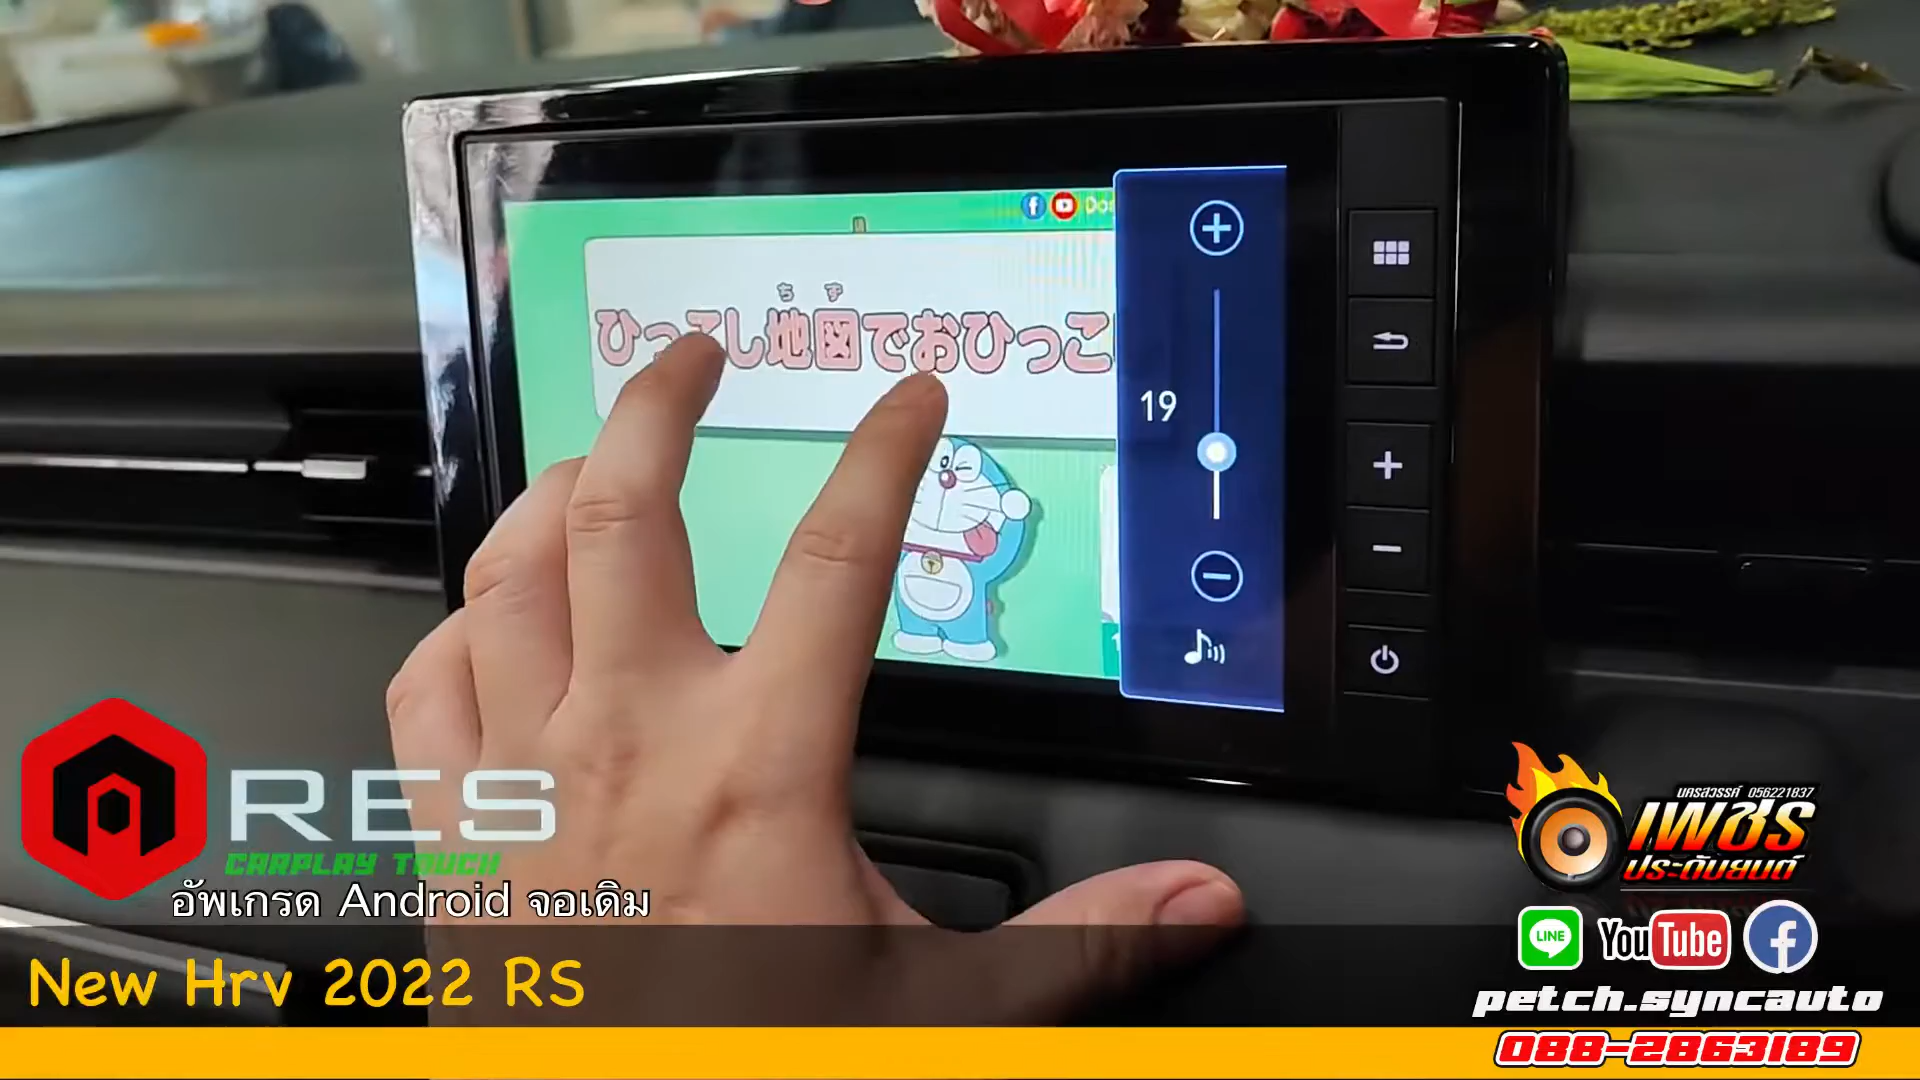 Do
ち ず
ひっこし地図でおひっこ
19
RES
CARPLAY TOUCH
อัพเกรด Android จอเดิม
New Hrv 2022 RS
นครสวรรค์ 056221837
เพชร
ประดับยนต์
LINE
YouTube
petch.syncauto
088-2863189